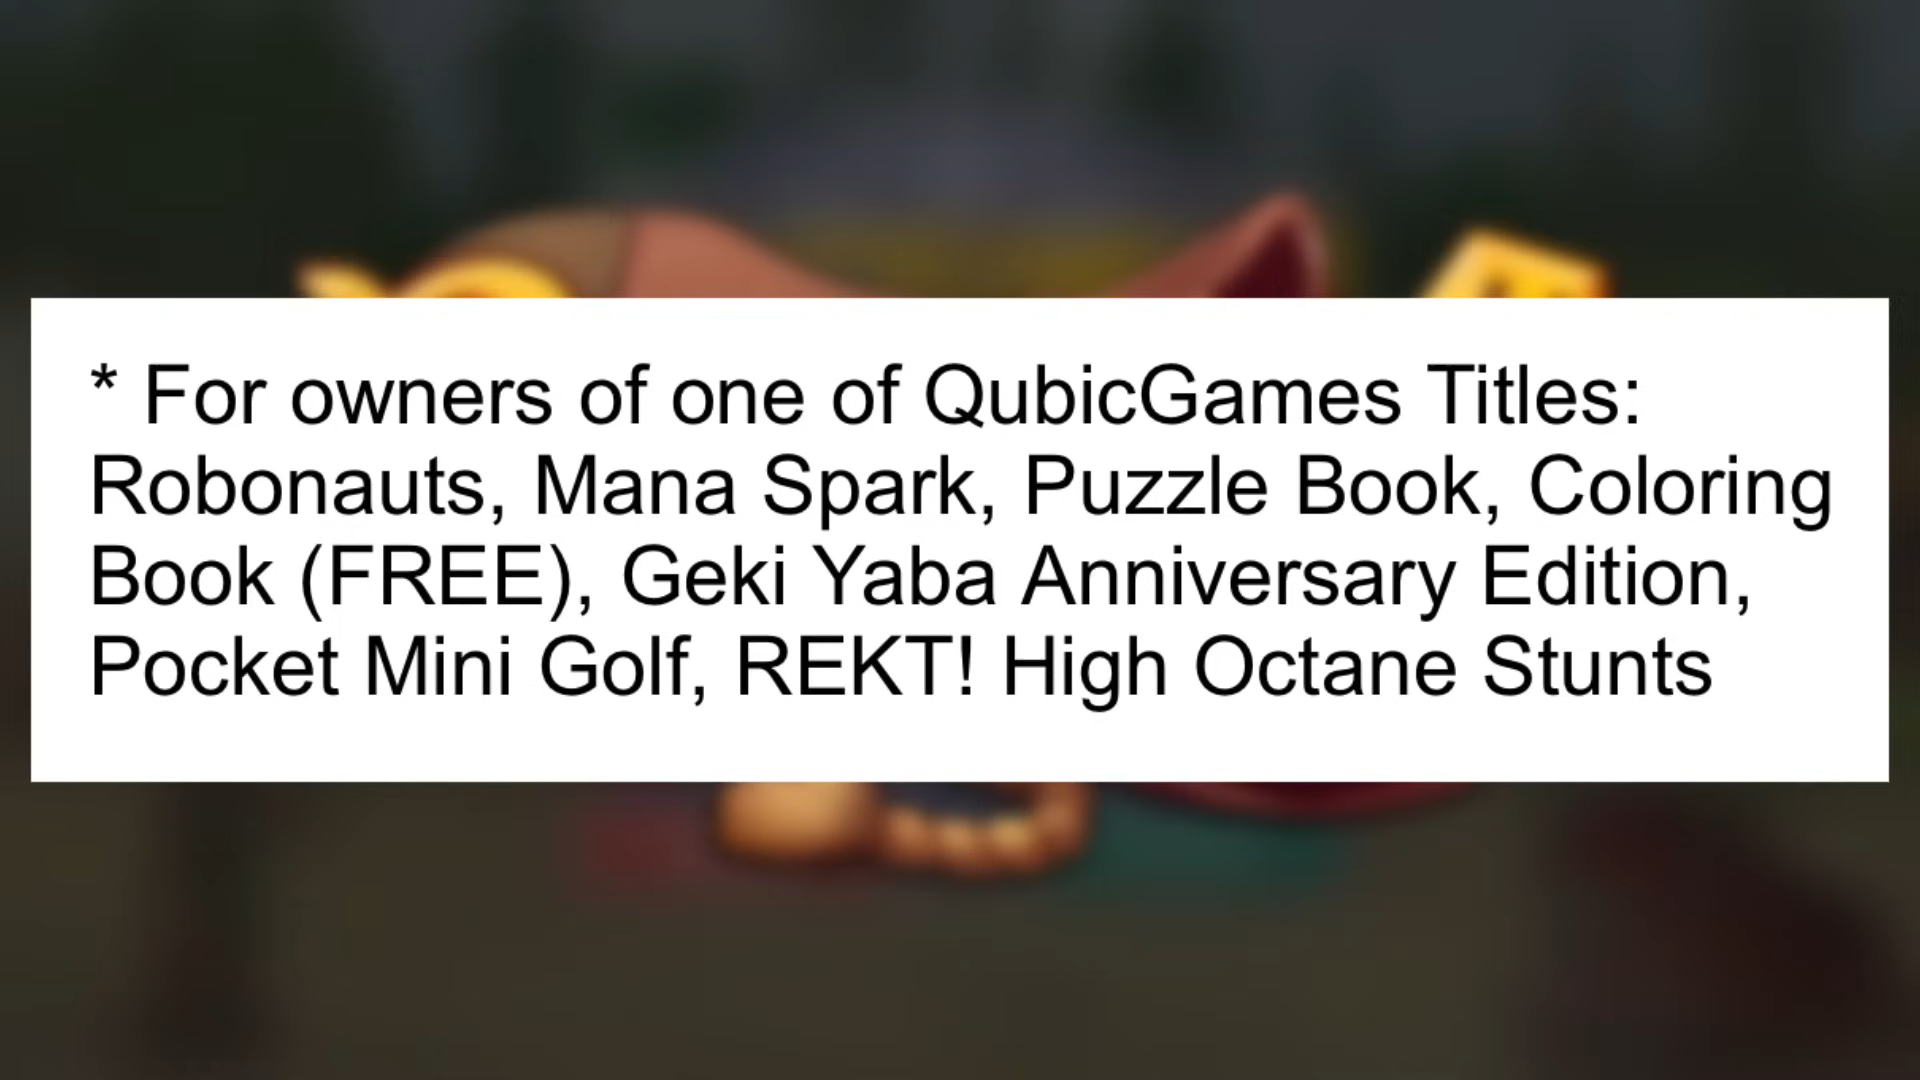 * For owners of one of QubicGames Titles:
Robonauts, Mana Spark, Puzzle Book, Coloring
Book (FREE), Geki Yaba Anniversary Edition,
Pocket Mini Golf, REKT! High Octane Stunts